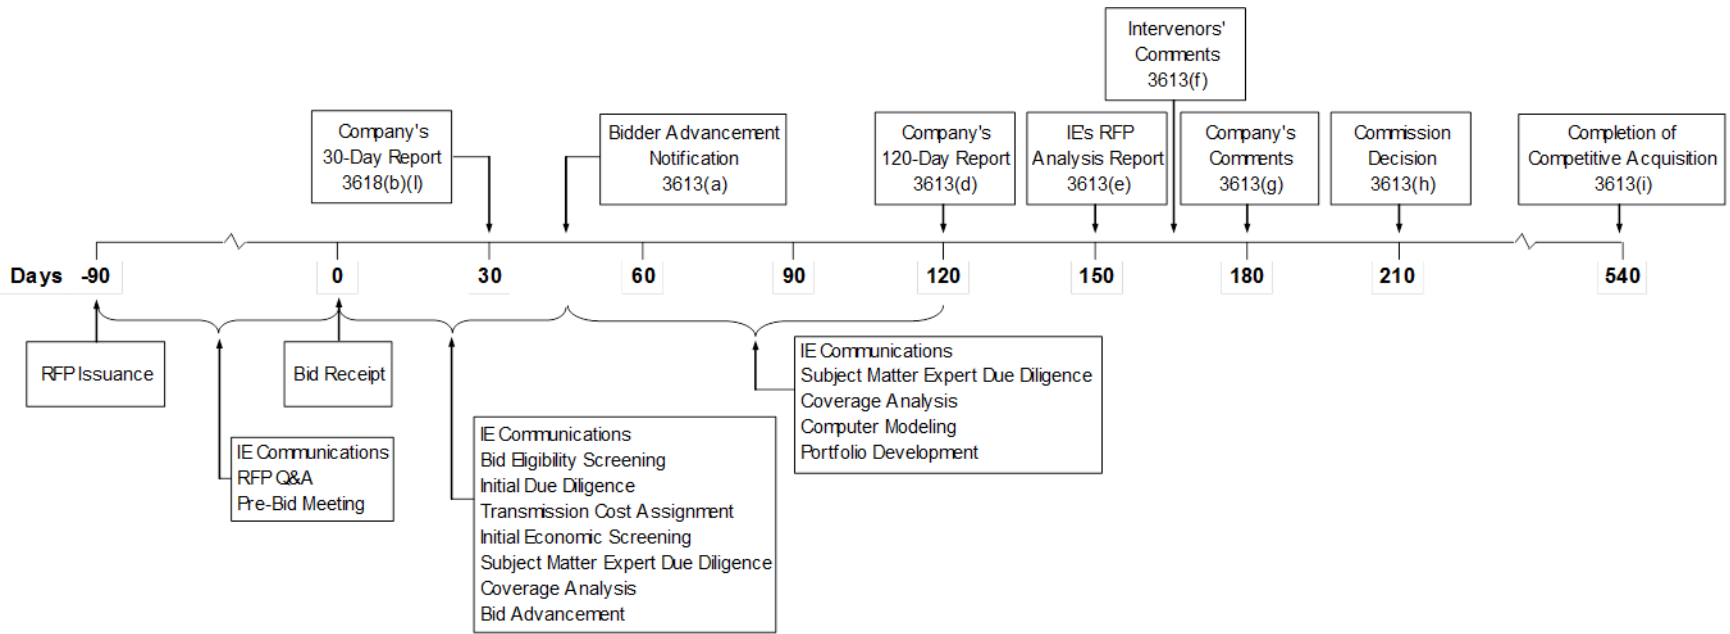 Intervenors'
Comments
3613(f)
Company's
30-Day Report
3618(b)(I)
Bidder Advancement
Notification
3613(a)
Company's
120-Day Report
3613(d)
IE's RFP
Analysis Report
3613(e)
Company's
Comments
3613(g)
Commission
Decision
3613(h)
Completion of
Competitive Acquisition
3613(i)
Days -90 0 30 60 90 120 150 180 210 540
RFP Issuance
Bid Receipt
IE Communications
RFP Q&A
Pre-Bid Meeting
IE Communications
Bid Eligibility Screening
Initial Due Diligence
Transmission Cost Assignment
Initial Economic Screening
Subject Matter Expert Due Diligence
Coverage Analysis
Bid Advancement
IE Communications
Subject Matter Expert Due Diligence
Coverage Analysis
Computer Modeling
Portfolio Development